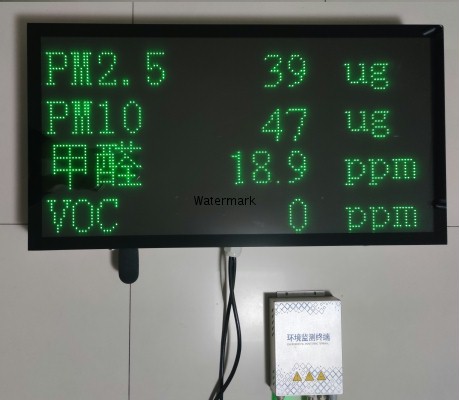 PM2.5 39 ug
PM10 47 ug
甲醛 18.9 ppm
VOC 0 ppm
Watermark
环境监测终端